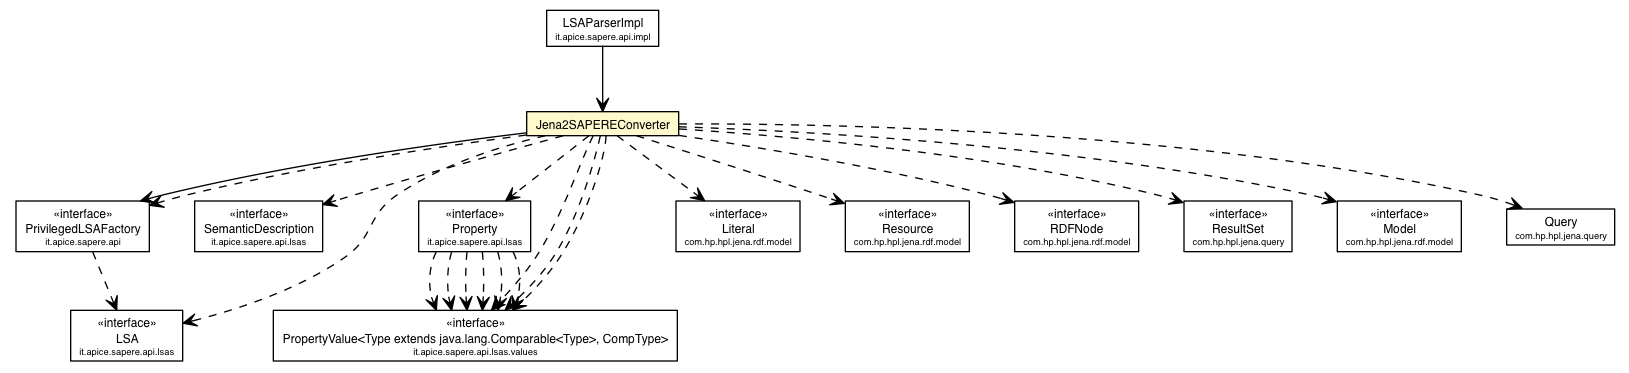 LSAParserImpl
it.apice.sapere.api.impl
Jena2SAPEREConverter
«interface»
PrivilegedLSAFactory
it.apice.sapere.api
«interface»
SemanticDescription
it.apice.sapere.api.lsas
«interface»
Property
it.apice.sapere.api.lsas
«interface»
Literal
com.hp.hpl.jena.rdf.model
«interface»
Resource
com.hp.hpl.jena.rdf.model
«interface»
RDFNode
com.hp.hpl.jena.rdf.model
«interface»
ResultSet
com.hp.hpl.jena.query
«interface»
Model
com.hp.hpl.jena.rdf.model
Query
com.hp.hpl.jena.query
«interface»
LSA
it.apice.sapere.api.lsas
«interface»
PropertyValue<Type extends java.lang.Comparable<Type>, CompType>
it.apice.sapere.api.lsas.values